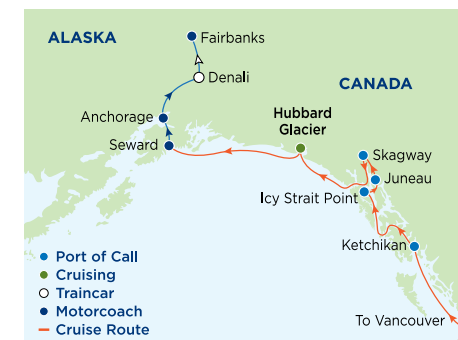 ALASKA
Fairbanks
Denali
CANADA
Anchorage
Hubbard
Glacier
Seward
Skagway
Juneau
Icy Strait Point
Ketchikan
Port of Call
Cruising
Traincar
Motorcoach
Cruise Route
To Vancouver